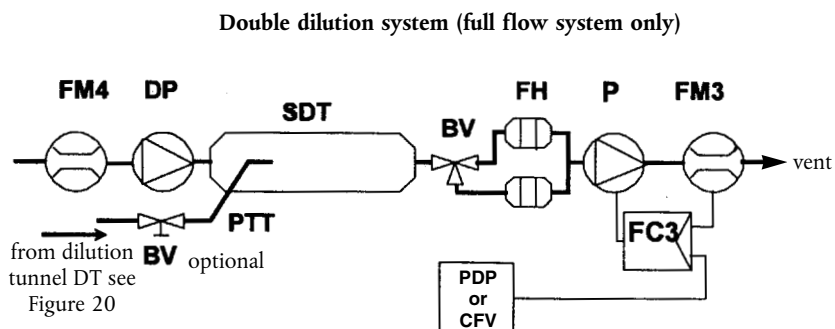 Double dilution system (full flow system only)
FM4
DP
SDT
BV
FH
P
FM3
vent
PTT
FC3
from dilution
tunnel DT see
Figure 20
BV
optional
PDP
or
CFV